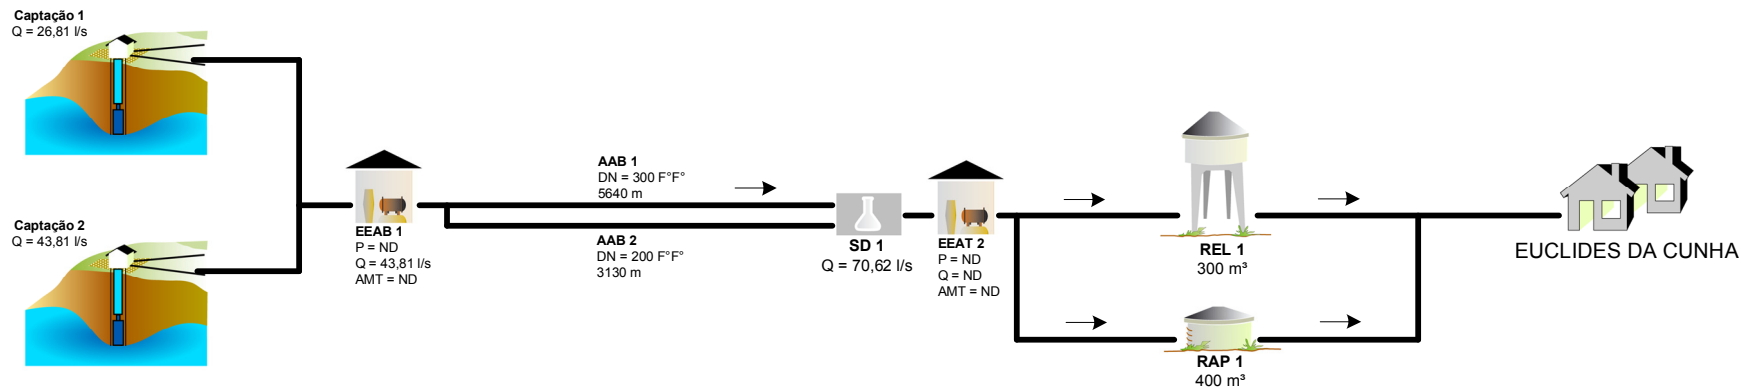 Captação 1
Q = 26,81 l/s
Captação 2
Q = 43,81 l/s
EEAB 1
P = ND
Q = 43,81 l/s
AMT = ND
AAB 1
DN = 300 F°F°
5640 m
AAB 2
DN = 200 F°F°
3130 m
SD 1
Q = 70,62 l/s
EEAT 2
P = ND
Q = ND
AMT = ND
REL 1
300 m³
RAP 1
400 m³
EUCLIDES DA CUNHA